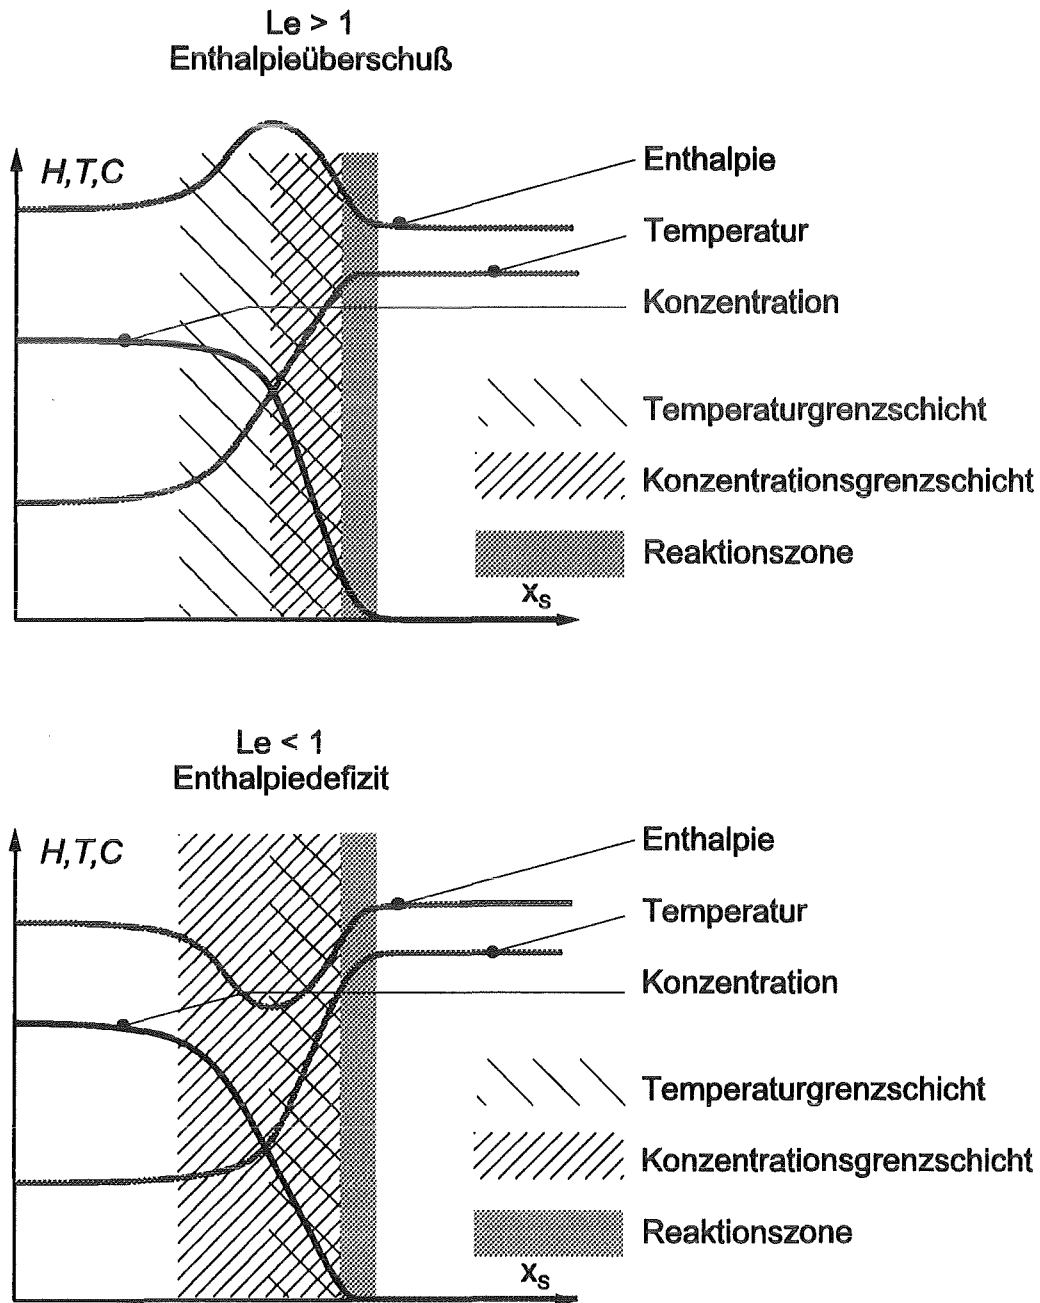 Le > 1
Enthalpieüberschuß
H,T,C
Enthalpie
Temperatur
Konzentration
Temperaturgrenzschicht
Konzentrationsgrenzschicht
Reaktionszone
xs
Le < 1
Enthalpiedefizit
H,T,C
Enthalpie
Temperatur
Konzentration
Temperaturgrenzschicht
Konzentrationsgrenzschicht
Reaktionszone
xs